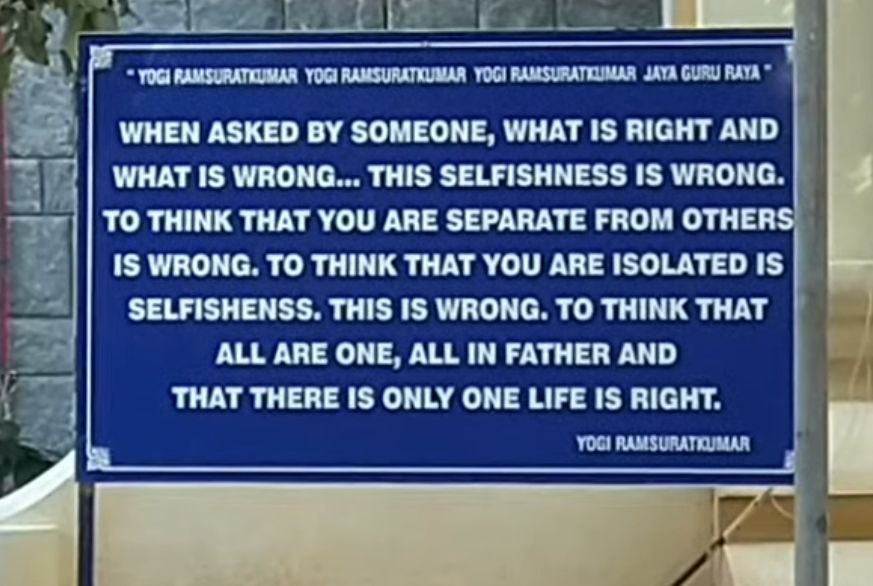 " YOGI RAMSURATKUMAR YOGI RAMSURATKUMAR YOGI RAMSURATKUMAR JAYA GURU RAYA "
WHEN ASKED BY SOMEONE, WHAT IS RIGHT AND
WHAT IS WRONG... THIS SELFISHNESS IS WRONG.
TO THINK THAT YOU ARE SEPARATE FROM OTHERS
IS WRONG. TO THINK THAT YOU ARE ISOLATED IS
SELFISHENSS. THIS IS WRONG. TO THINK THAT
ALL ARE ONE, ALL IN FATHER AND
THAT THERE IS ONLY ONE LIFE IS RIGHT.
YOGI RAMSURATKUMAR